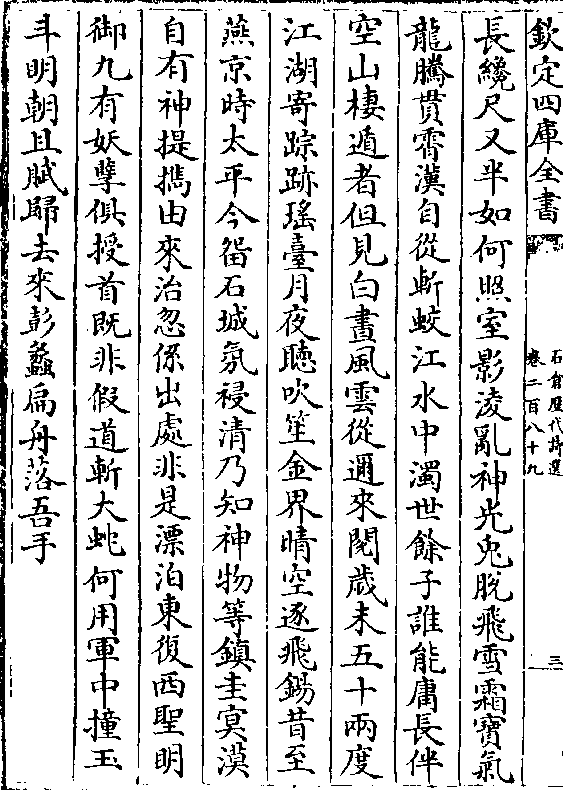 欽定四庫全書
石倉歴代詩選
卷二百八十九
三
長纔尺又半如何照室影淩亂神光兎脫飛雪霜寶氣
龍騰貫霄漢自從斬蛟江水中濁世餘子誰能庸長伴
空山棲遁者但見白晝風雲從邇來閱歲未五十兩度
江湖寄踪跡瑤臺月夜聽吹笙金界晴空逐飛錫昔至
燕京時太平今留石城氛祲清乃知神物等鎮圭冥漠
自有神提擕由來治忽係出處非是漂泊東復西聖明
御九有妖孽俱授首既非假道斬大虵何用軍中撞玉
斗明朝且賦歸去來彭蠡扁舟落吾手